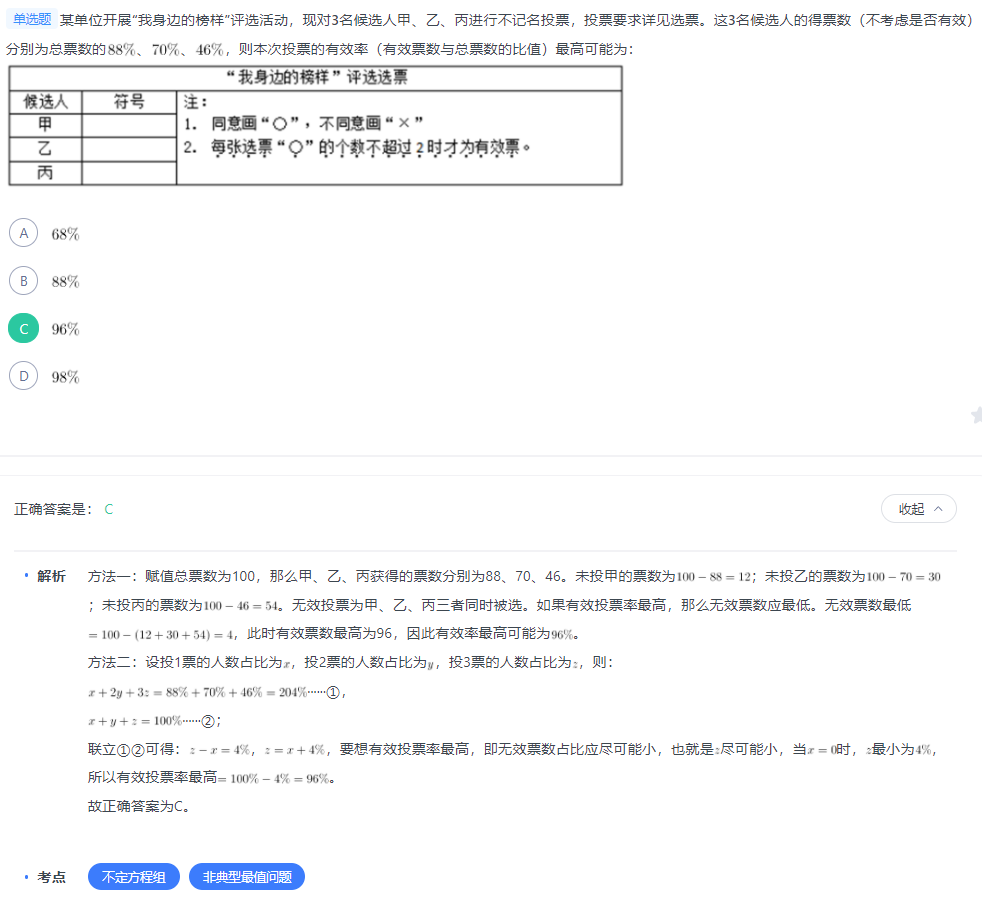 单选题 某单位开展“我身边的榜样”评选活动，现对3名候选人甲、乙、丙进行不记名投票，投票要求详见选票。这3名候选人的得票数（不考虑是否有效）
分别为总票数的88%、70%、46%，则本次投票的有效率（有效票数与总票数的比值）最高可能为：
“我身边的榜样”评选选票
候选人 符号 注：
甲 1. 同意画“○”，不同意画“×”
乙 2. 每张选票“○”的个数不超过2时才为有效票。
丙
A 68%
B 88%
C 96%
D 98%
正确答案是： C 收起
解析 方法一：赋值总票数为100，那么甲、乙、丙获得的票数分别为88、70、46。未投甲的票数为100－88＝12；未投乙的票数为100－70＝30
；未投丙的票数为100－46＝54。无效投票为甲、乙、丙三者同时被选。如果有效投票率最高，那么无效票数应最低。无效票数最低
＝100－(12＋30＋54)＝4，此时有效票数最高为96，因此有效率最高可能为96%。
方法二：设投1票的人数占比为x，投2票的人数占比为y，投3票的人数占比为z，则：
x＋2y＋3z＝88%＋70%＋46%＝204%……①，
x＋y＋z＝100%……②；
联立①②可得：z－x＝4%，z＝x＋4%，要想有效投票率最高，即无效票数占比应尽可能小，也就是z尽可能小，当x＝0时，z最小为4%，
所以有效投票率最高＝100%－4%＝96%。
故正确答案为C。
考点 不定方程组 非典型最值问题